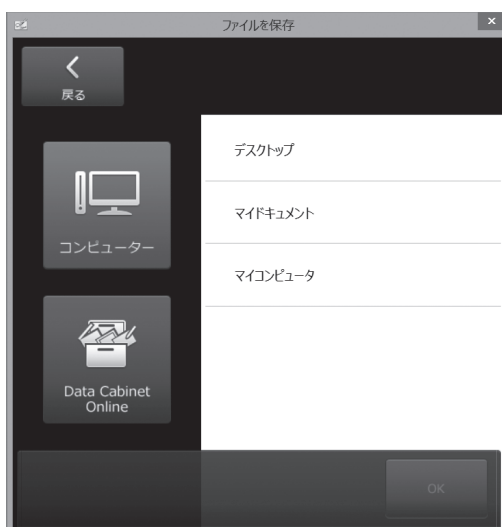 ファイルを保存
戻る
デスクトップ
マイドキュメント
マイコンピュータ
コンピューター
Data Cabinet
Online
OK